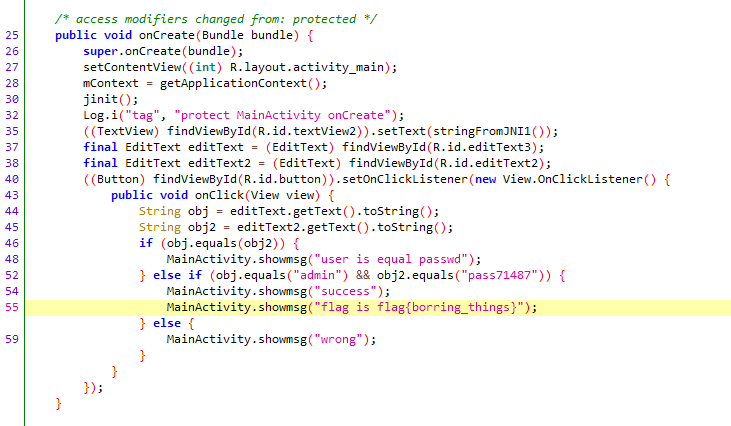 /* access modifiers changed from: protected */
25 public void onCreate(Bundle bundle) {
26 super.onCreate(bundle);
27 setContentView((int) R.layout.activity_main);
28 mContext = getApplicationContext();
30 jinit();
32 Log.i("tag", "protect MainActivity onCreate");
35 ((TextView) findViewById(R.id.textView2)).setText(stringFromJNI1());
37 final EditText editText = (EditText) findViewById(R.id.editText3);
38 final EditText editText2 = (EditText) findViewById(R.id.editText2);
40 ((Button) findViewById(R.id.button)).setOnClickListener(new View.OnClickListener() {
43 public void onClick(View view) {
44 String obj = editText.getText().toString();
45 String obj2 = editText2.getText().toString();
46 if (obj.equals(obj2)) {
48 MainActivity.showmsg("user is equal passwd");
52 } else if (obj.equals("admin") && obj2.equals("pass71487")) {
54 MainActivity.showmsg("success");
55 MainActivity.showmsg("flag is flag{borring_things}");
} else {
59 MainActivity.showmsg("wrong");
}
}
});
}